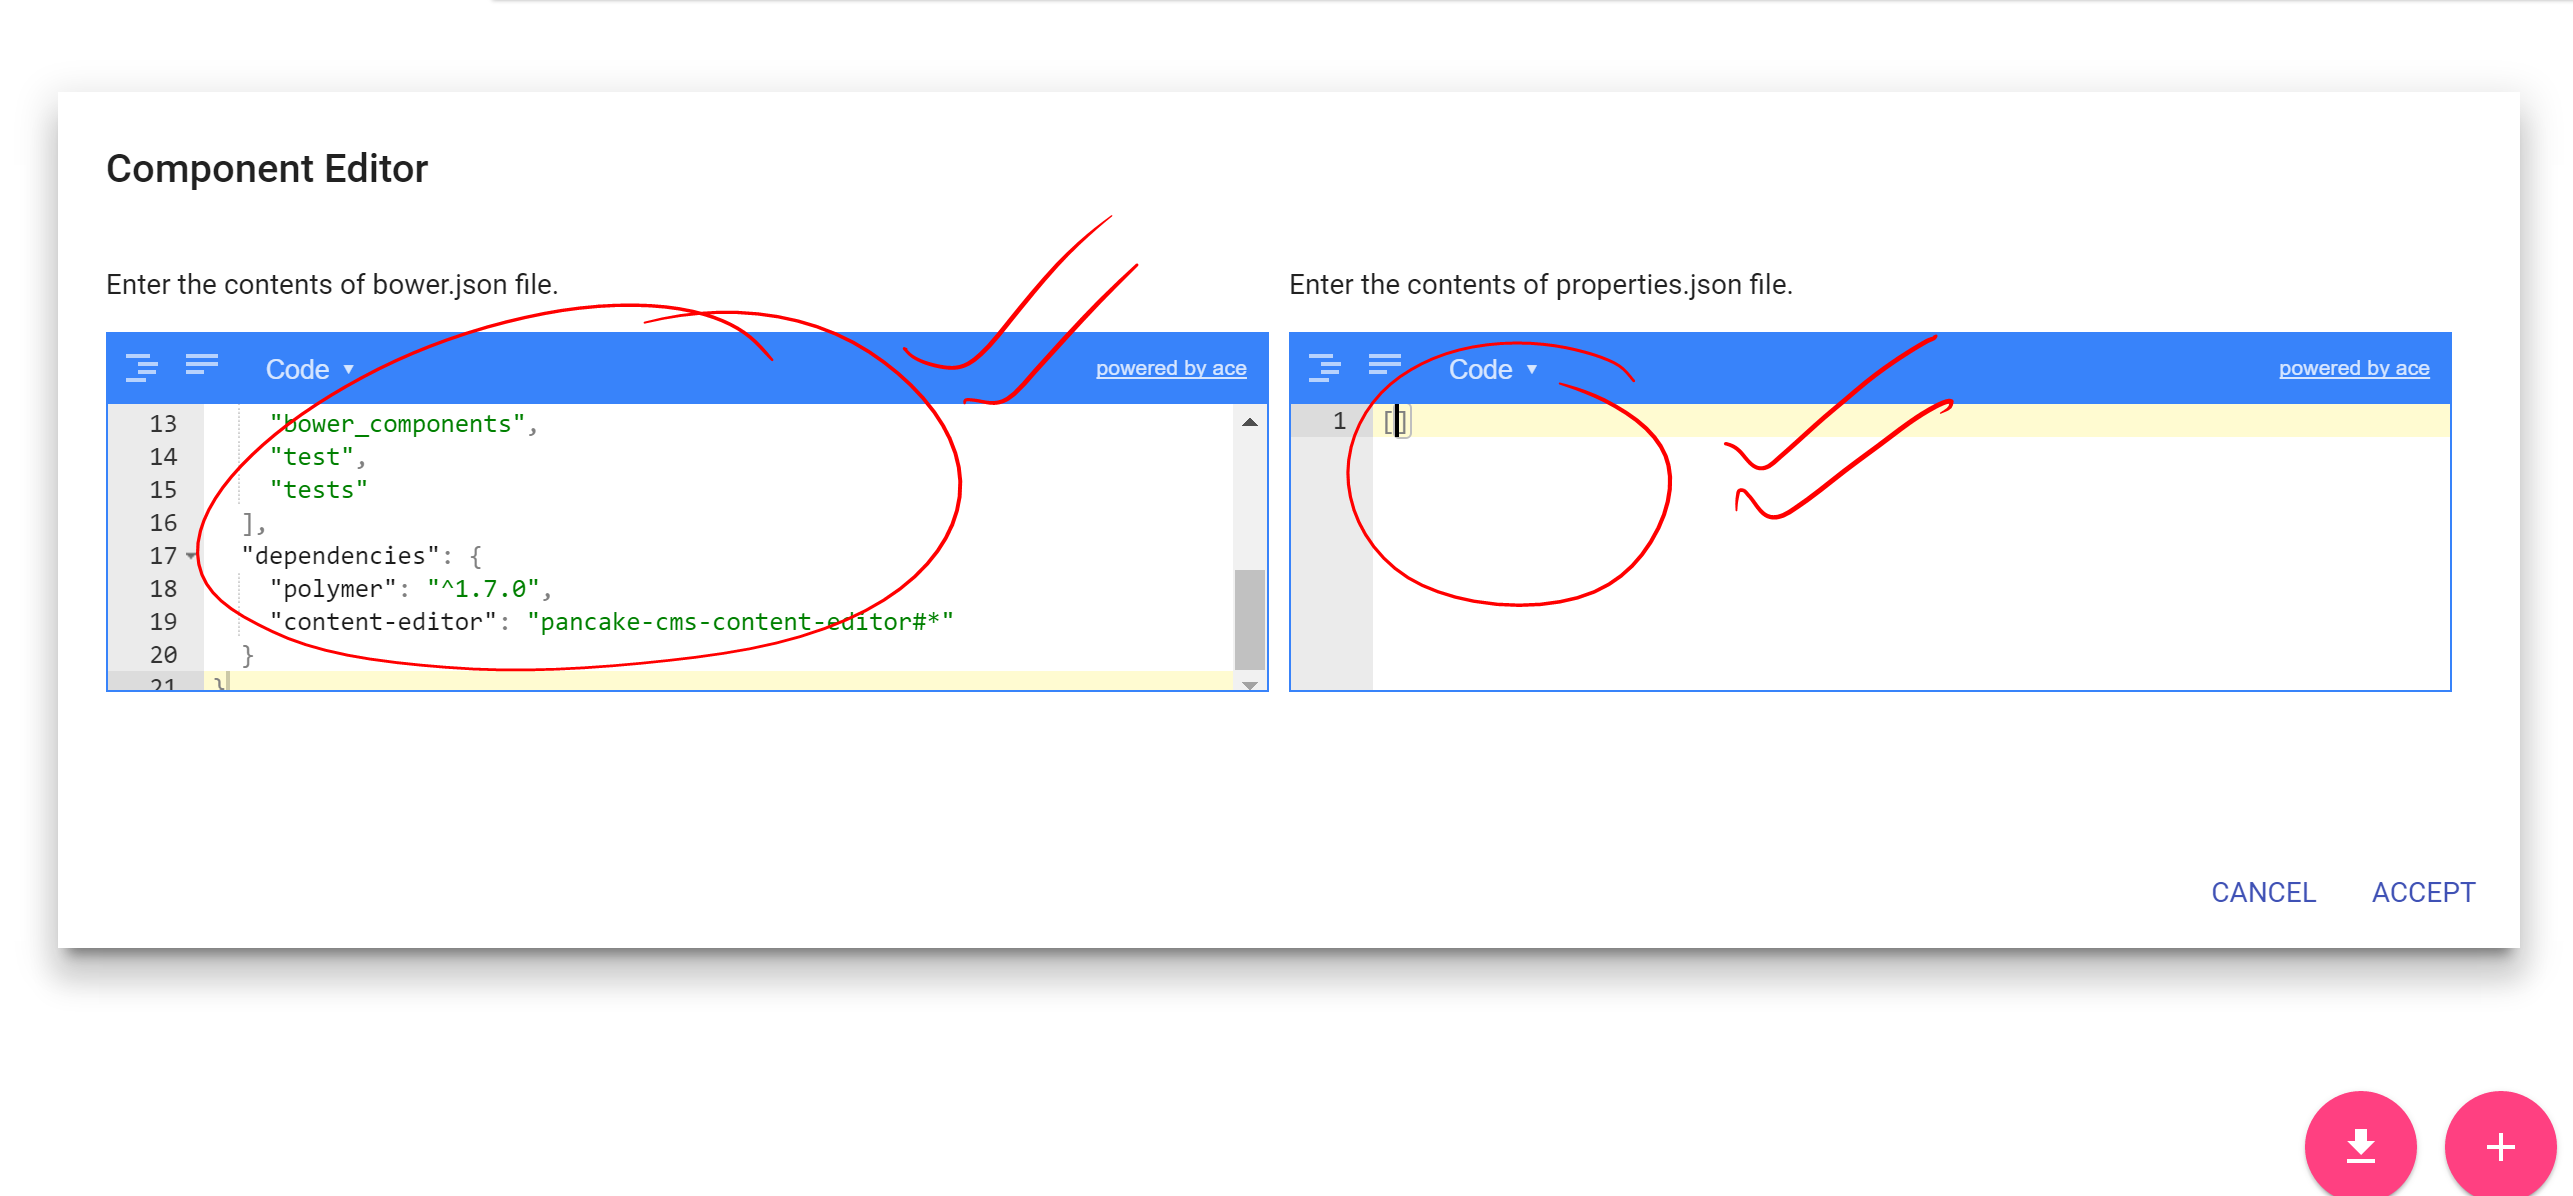 Component Editor
Enter the contents of bower.json file.
Code powered by ace
13 "bower_components",
14 "test",
15 "tests"
16 ],
17 "dependencies": {
18 "polymer": "^1.7.0",
19 "content-editor": "pancake-cms-content-editor#*"
20 }
21 }
Enter the contents of properties.json file.
Code powered by ace
1 []
CANCEL ACCEPT